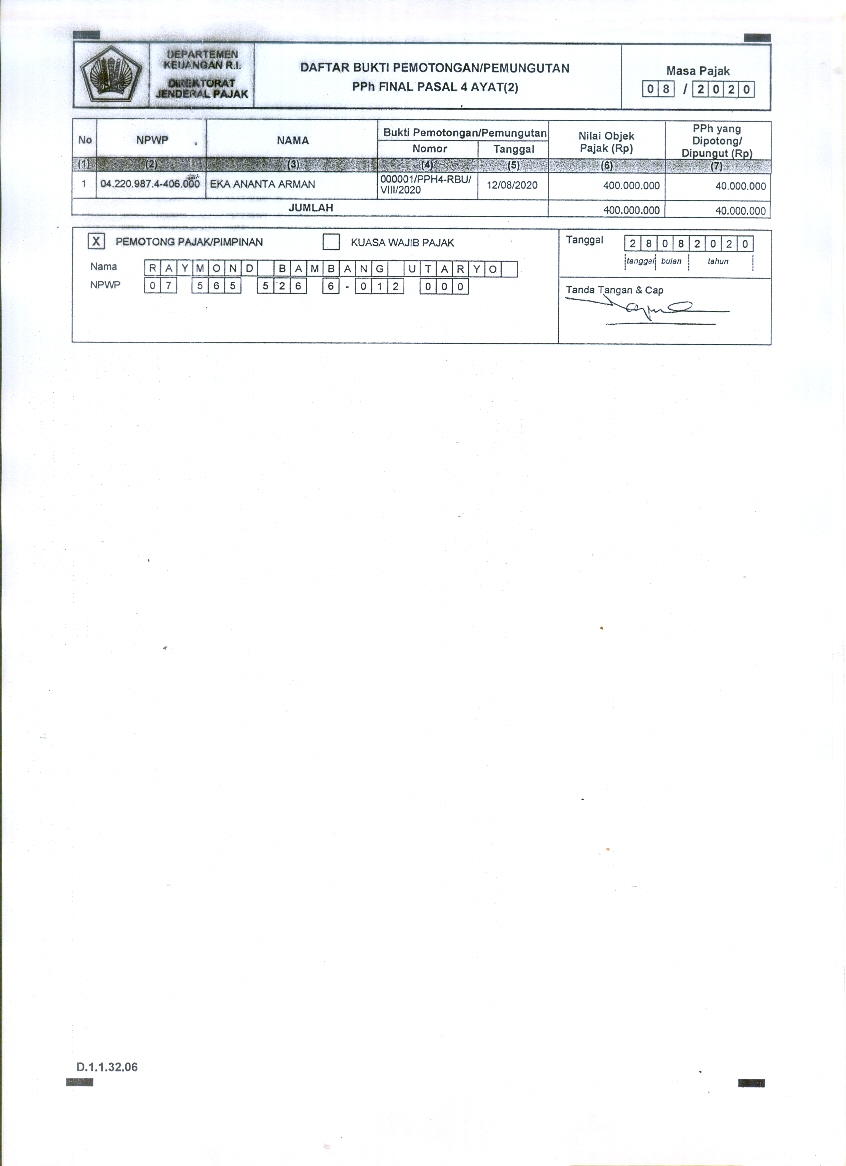 DEPARTEMEN
KEUANGAN R.I.
DIREKTORAT
JENDERAL PAJAK
DAFTAR BUKTI PEMOTONGAN/PEMUNGUTAN
PPh FINAL PASAL 4 AYAT(2)
Masa Pajak
0 8 / 2 0 2 0
No NPWP NAMA Bukti Pemotongan/Pemungutan Nilai Objek Pajak (Rp) PPh yang Dipotong/ Dipungut (Rp)
Nomor Tanggal
(1) (2) (3) (4) (5) (6) (7)
1 04.220.987.4-406.000 EKA ANANTA ARMAN 000001/PPH4-RBU/ VIII/2020 12/08/2020 400.000.000 40.000.000
JUMLAH 400.000.000 40.000.000
X PEMOTONG PAJAK/PIMPINAN KUASA WAJIB PAJAK
Nama R A Y M O N D B A M B A N G U T A R Y O
NPWP 0 7 5 6 5 5 2 6 6 - 0 1 2 0 0 0
Tanggal 2 8 0 8 2 0 2 0
tanggal bulan tahun
Tanda Tangan & Cap
D.1.1.32.06